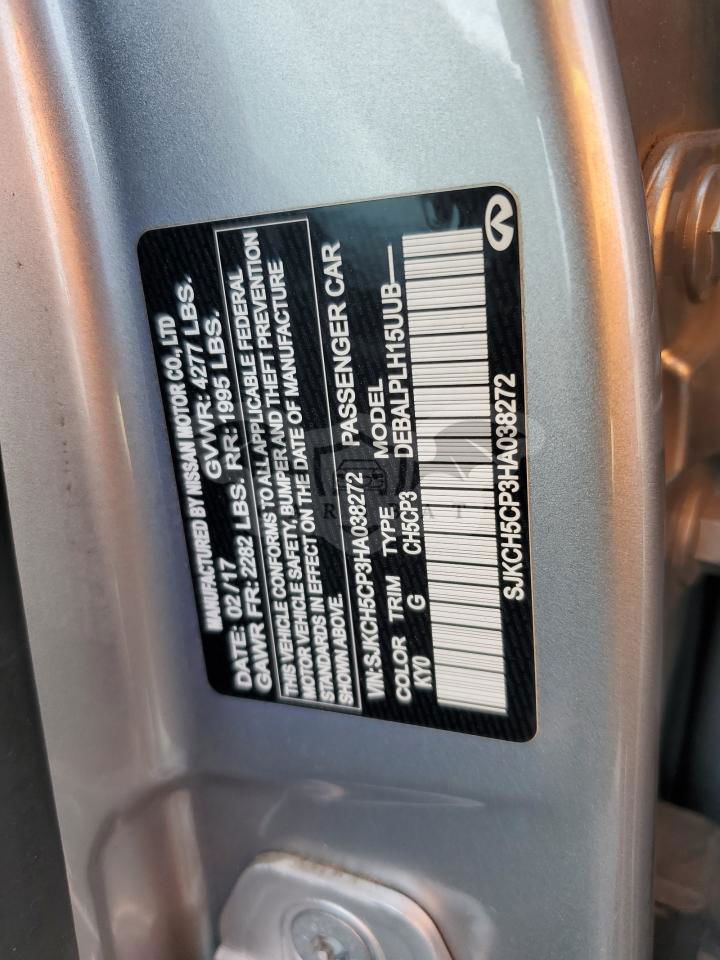 MANUFACTURED BY NISSAN MOTOR CO., LTD
DATE: 02/17 GVWR: 4277 LBS.
GAWR FR: 2282 LBS. RR: 1995 LBS.
THIS VEHICLE CONFORMS TO ALL APPLICABLE FEDERAL
MOTOR VEHICLE SAFETY, BUMPER AND THEFT PREVENTION
STANDARDS IN EFFECT ON THE DATE OF MANUFACTURE
SHOWN ABOVE.
VIN: SJKCH5CP3HA038272 PASSENGER CAR
COLOR TRIM TYPE MODEL
KY0 G CH5CP3 DEBALPLH15UUB—
SJKCH5CP3HA038272